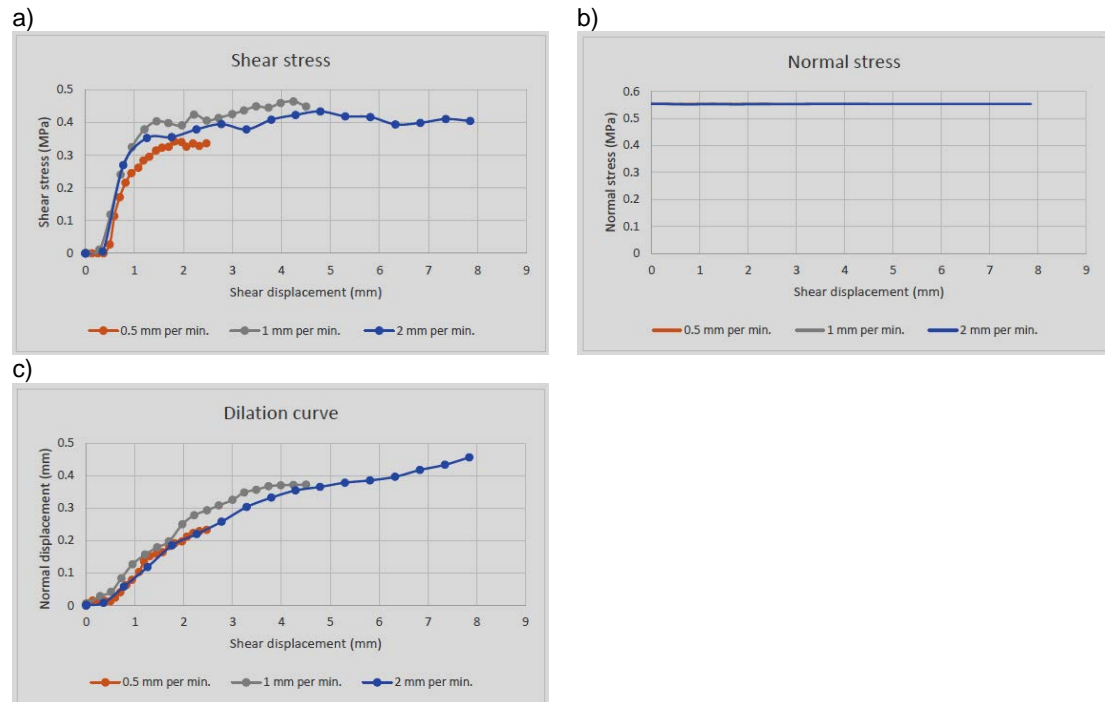 a)
Shear stress
Shear stress (MPa)
0.5
0.4
0.3
0.2
0.1
0
0 1 2 3 4 5 6 7 8 9
Shear displacement (mm)
0.5 mm per min. 1 mm per min. 2 mm per min.
b)
Normal stress
Normal stress (MPa)
0.6
0.5
0.4
0.3
0.2
0.1
0
0 1 2 3 4 5 6 7 8 9
Shear displacement (mm)
0.5 mm per min. 1 mm per min. 2 mm per min.
c)
Dilation curve
Normal displacement (mm)
0.5
0.4
0.3
0.2
0.1
0
0 1 2 3 4 5 6 7 8 9
Shear displacement (mm)
0.5 mm per min. 1 mm per min. 2 mm per min.